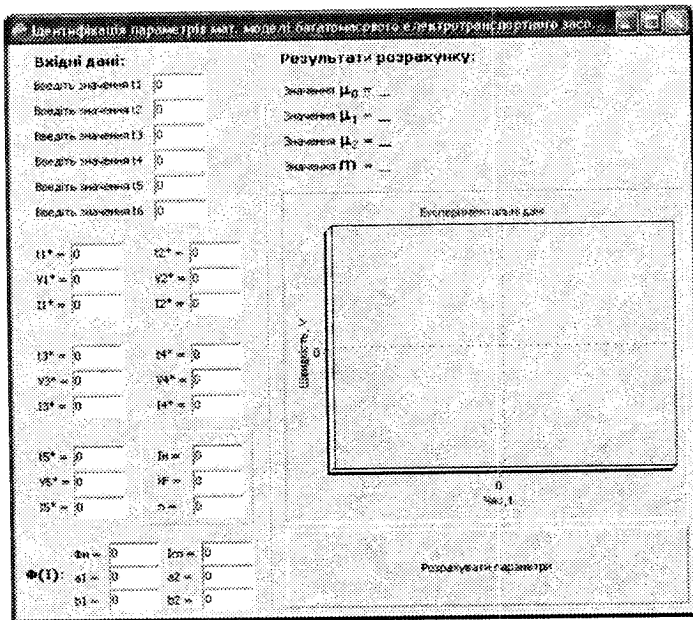 Ідентифікація параметрів мат. моделі багатомасового електротранспортного засо...
Вхідні дані:
Введіть значення t1 0
Введіть значення t2 0
Введіть значення t3 0
Введіть значення t4 0
Введіть значення t5 0
Введіть значення t6 0
t1* = 0 t2* = 0
V1* = 0 V2* = 0
I1* = 0 I2* = 0
t3* = 0 t4* = 0
V3* = 0 V4* = 0
I3* = 0 I4* = 0
t5* = 0 Iн = 0
V5* = 0 0
I5* = 0 0
Фн = 0 0
Ф(I): a1 = 0 a2 = 0
b1 = 0 b2 = 0
Результати розрахунку:
Значення μ0 = __
Значення μ1 = __
Значення μ2 = __
Значення m = __
Експериментальні дані
Швидкість, V
0
0
Час, t
Розрахувати параметри